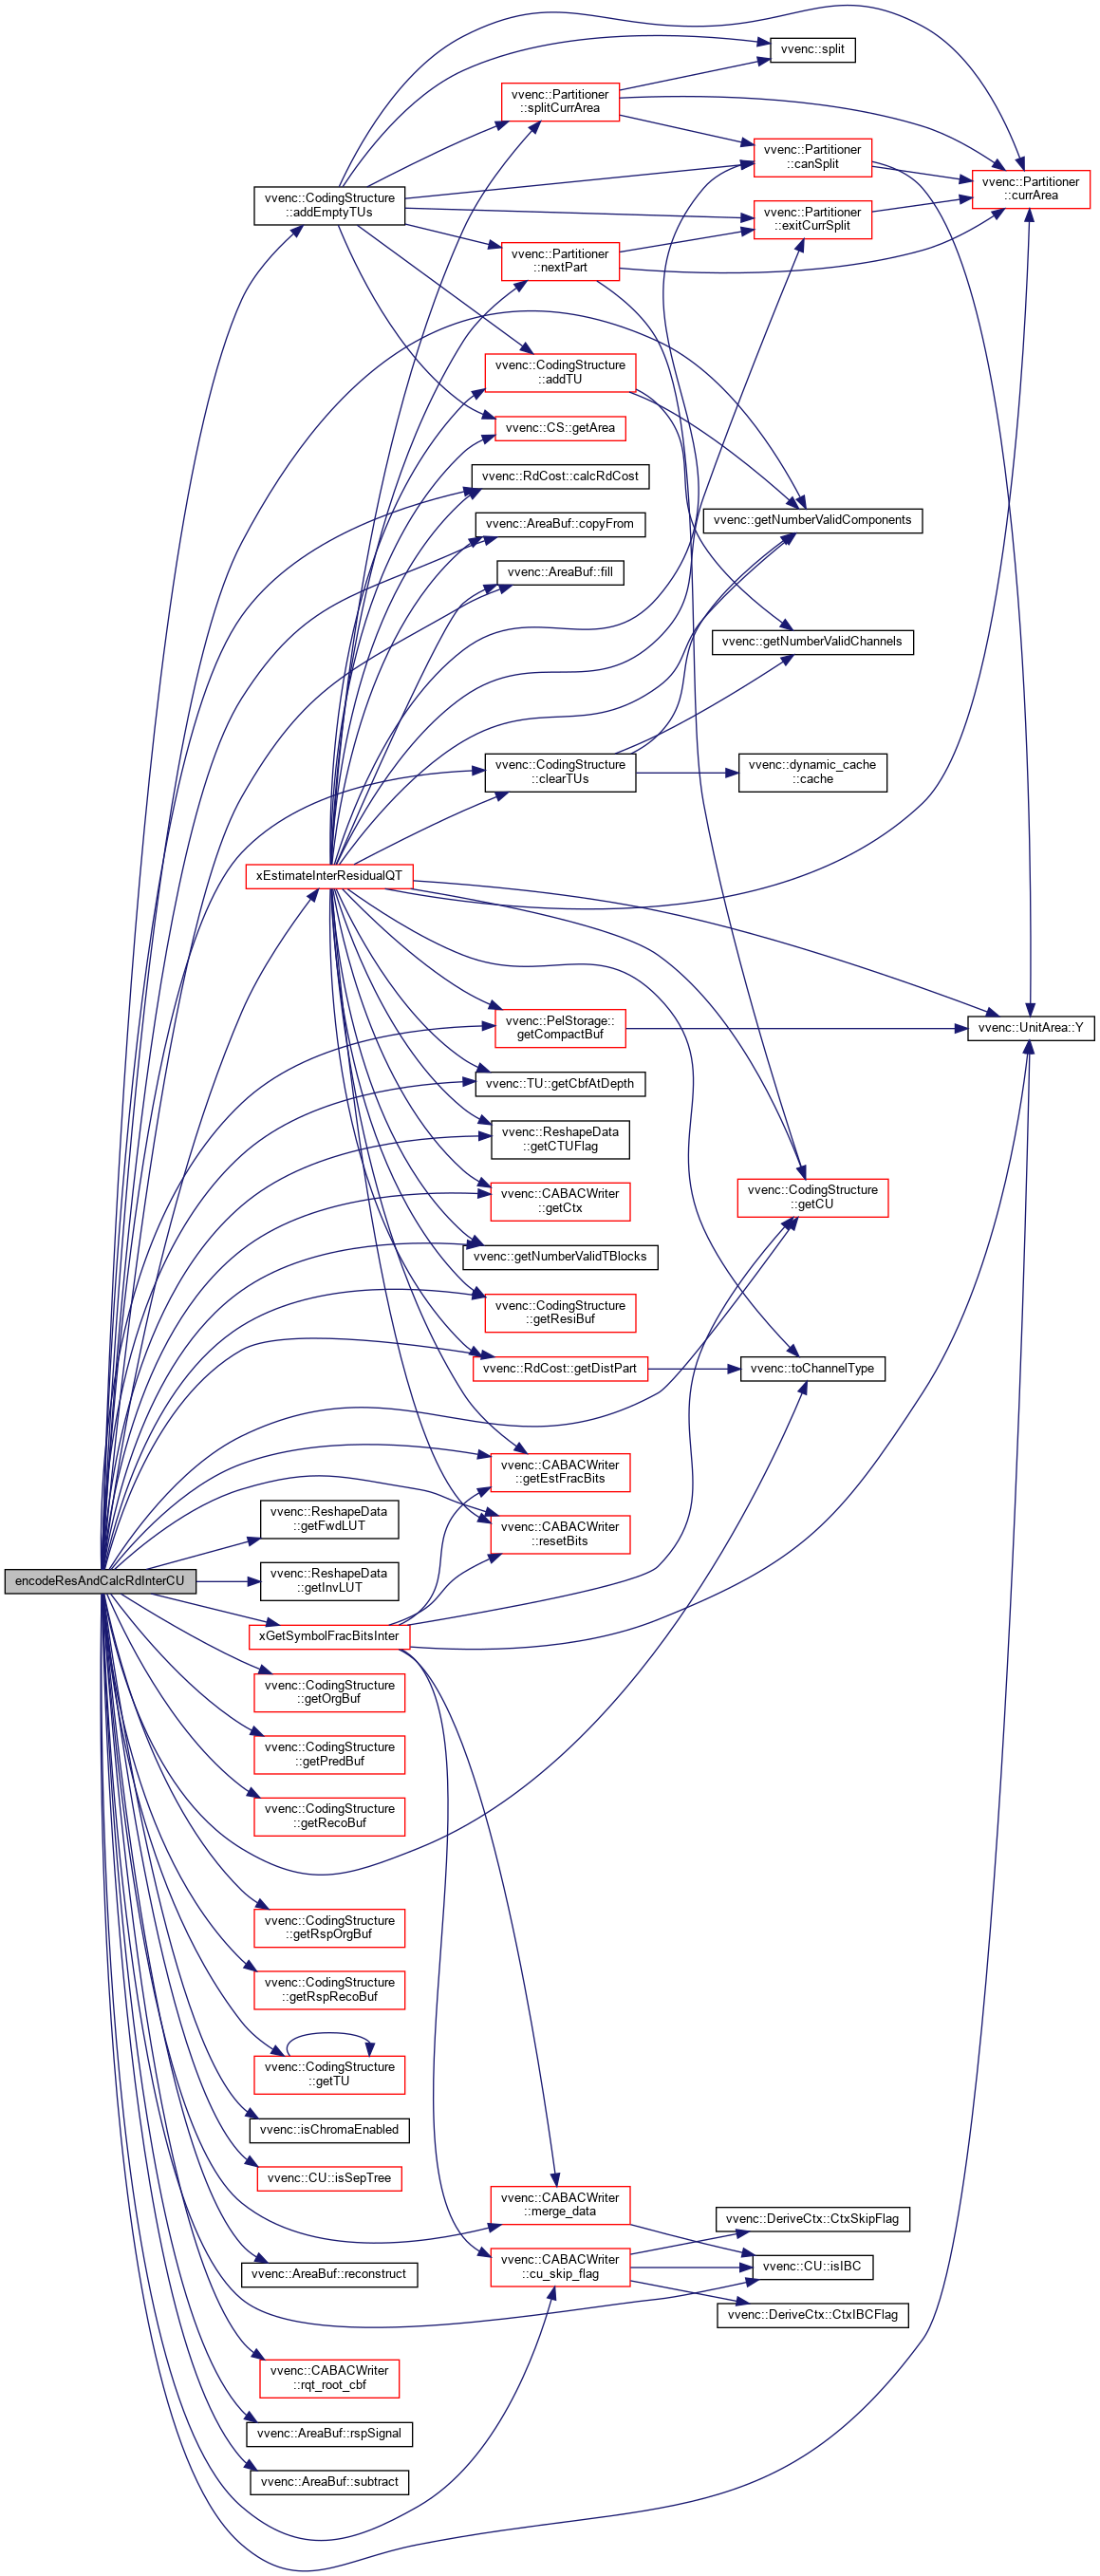 vvenc::split
vvenc::Partitioner
::splitCurrArea
vvenc::Partitioner
::canSplit
vvenc::Partitioner
::currArea
vvenc::CodingStructure
::addEmptyTUs
vvenc::Partitioner
::exitCurrSplit
vvenc::Partitioner
::nextPart
vvenc::CodingStructure
::addTU
vvenc::CS::getArea
vvenc::RdCost::calcRdCost
vvenc::AreaBuf::copyFrom
vvenc::getNumberValidComponents
vvenc::AreaBuf::fill
vvenc::getNumberValidChannels
vvenc::CodingStructure
::clearTUs
vvenc::dynamic_cache
::cache
xEstimateInterResidualQT
vvenc::PelStorage::
getCompactBuf
vvenc::UnitArea::Y
vvenc::TU::getCbfAtDepth
vvenc::ReshapeData
::getCTUFlag
vvenc::CABACWriter
::getCtx
vvenc::CodingStructure
::getCU
vvenc::getNumberValidTBlocks
vvenc::CodingStructure
::getResiBuf
vvenc::RdCost::getDistPart
vvenc::toChannelType
vvenc::CABACWriter
::getEstFracBits
vvenc::ReshapeData
::getFwdLUT
vvenc::CABACWriter
::resetBits
encodeResAndCalcRdInterCU
vvenc::ReshapeData
::getInvLUT
xGetSymbolFracBitsInter
vvenc::CodingStructure
::getOrgBuf
vvenc::CodingStructure
::getPredBuf
vvenc::CodingStructure
::getRecoBuf
vvenc::CodingStructure
::getRspOrgBuf
vvenc::CodingStructure
::getRspRecoBuf
vvenc::CodingStructure
::getTU
vvenc::isChromaEnabled
vvenc::CU::isSepTree
vvenc::CABACWriter
::merge_data
vvenc::DeriveCtx::CtxSkipFlag
vvenc::AreaBuf::reconstruct
vvenc::CABACWriter
::cu_skip_flag
vvenc::CU::isIBC
vvenc::DeriveCtx::CtxIBCFlag
vvenc::CABACWriter
::rqt_root_cbf
vvenc::AreaBuf::rspSignal
vvenc::AreaBuf::subtract